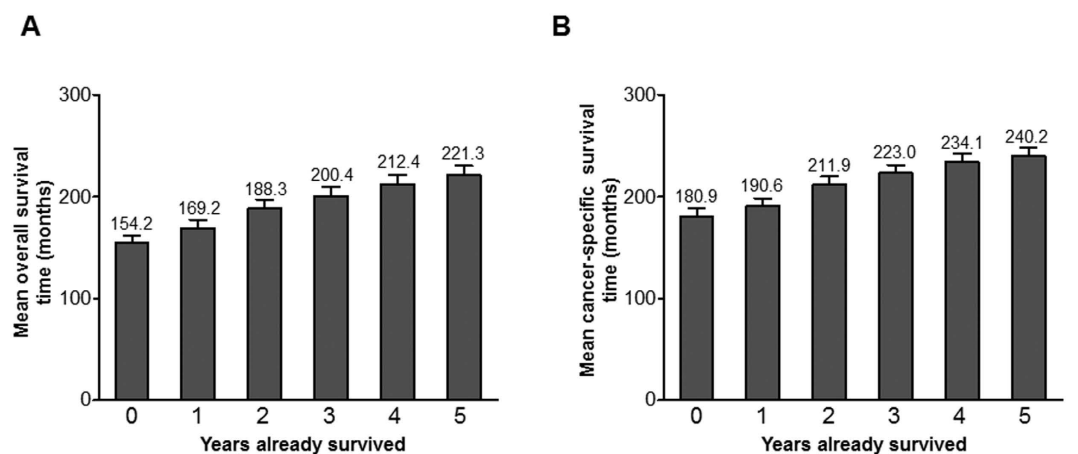 A
Mean overall survival
time (months)
300
200
100
0
154.2
169.2
188.3
200.4
212.4
221.3
0 1 2 3 4 5
Years already survived
B
Mean cancer-specific survival
time (months)
300
200
100
0
180.9
190.6
211.9
223.0
234.1
240.2
0 1 2 3 4 5
Years already survived